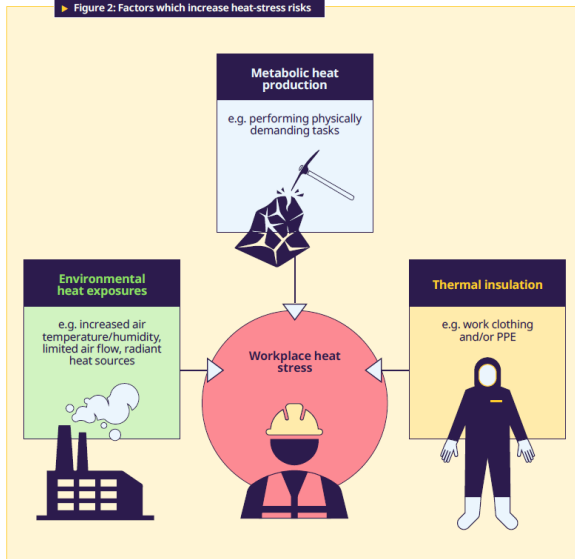 ► Figure 2: Factors which increase heat-stress risks
Metabolic heat
production
e.g. performing physically
demanding tasks
Environmental
heat exposures
e.g. increased air
temperature/humidity,
limited air flow, radiant
heat sources
Thermal insulation
e.g. work clothing
and/or PPE
Workplace heat
stress